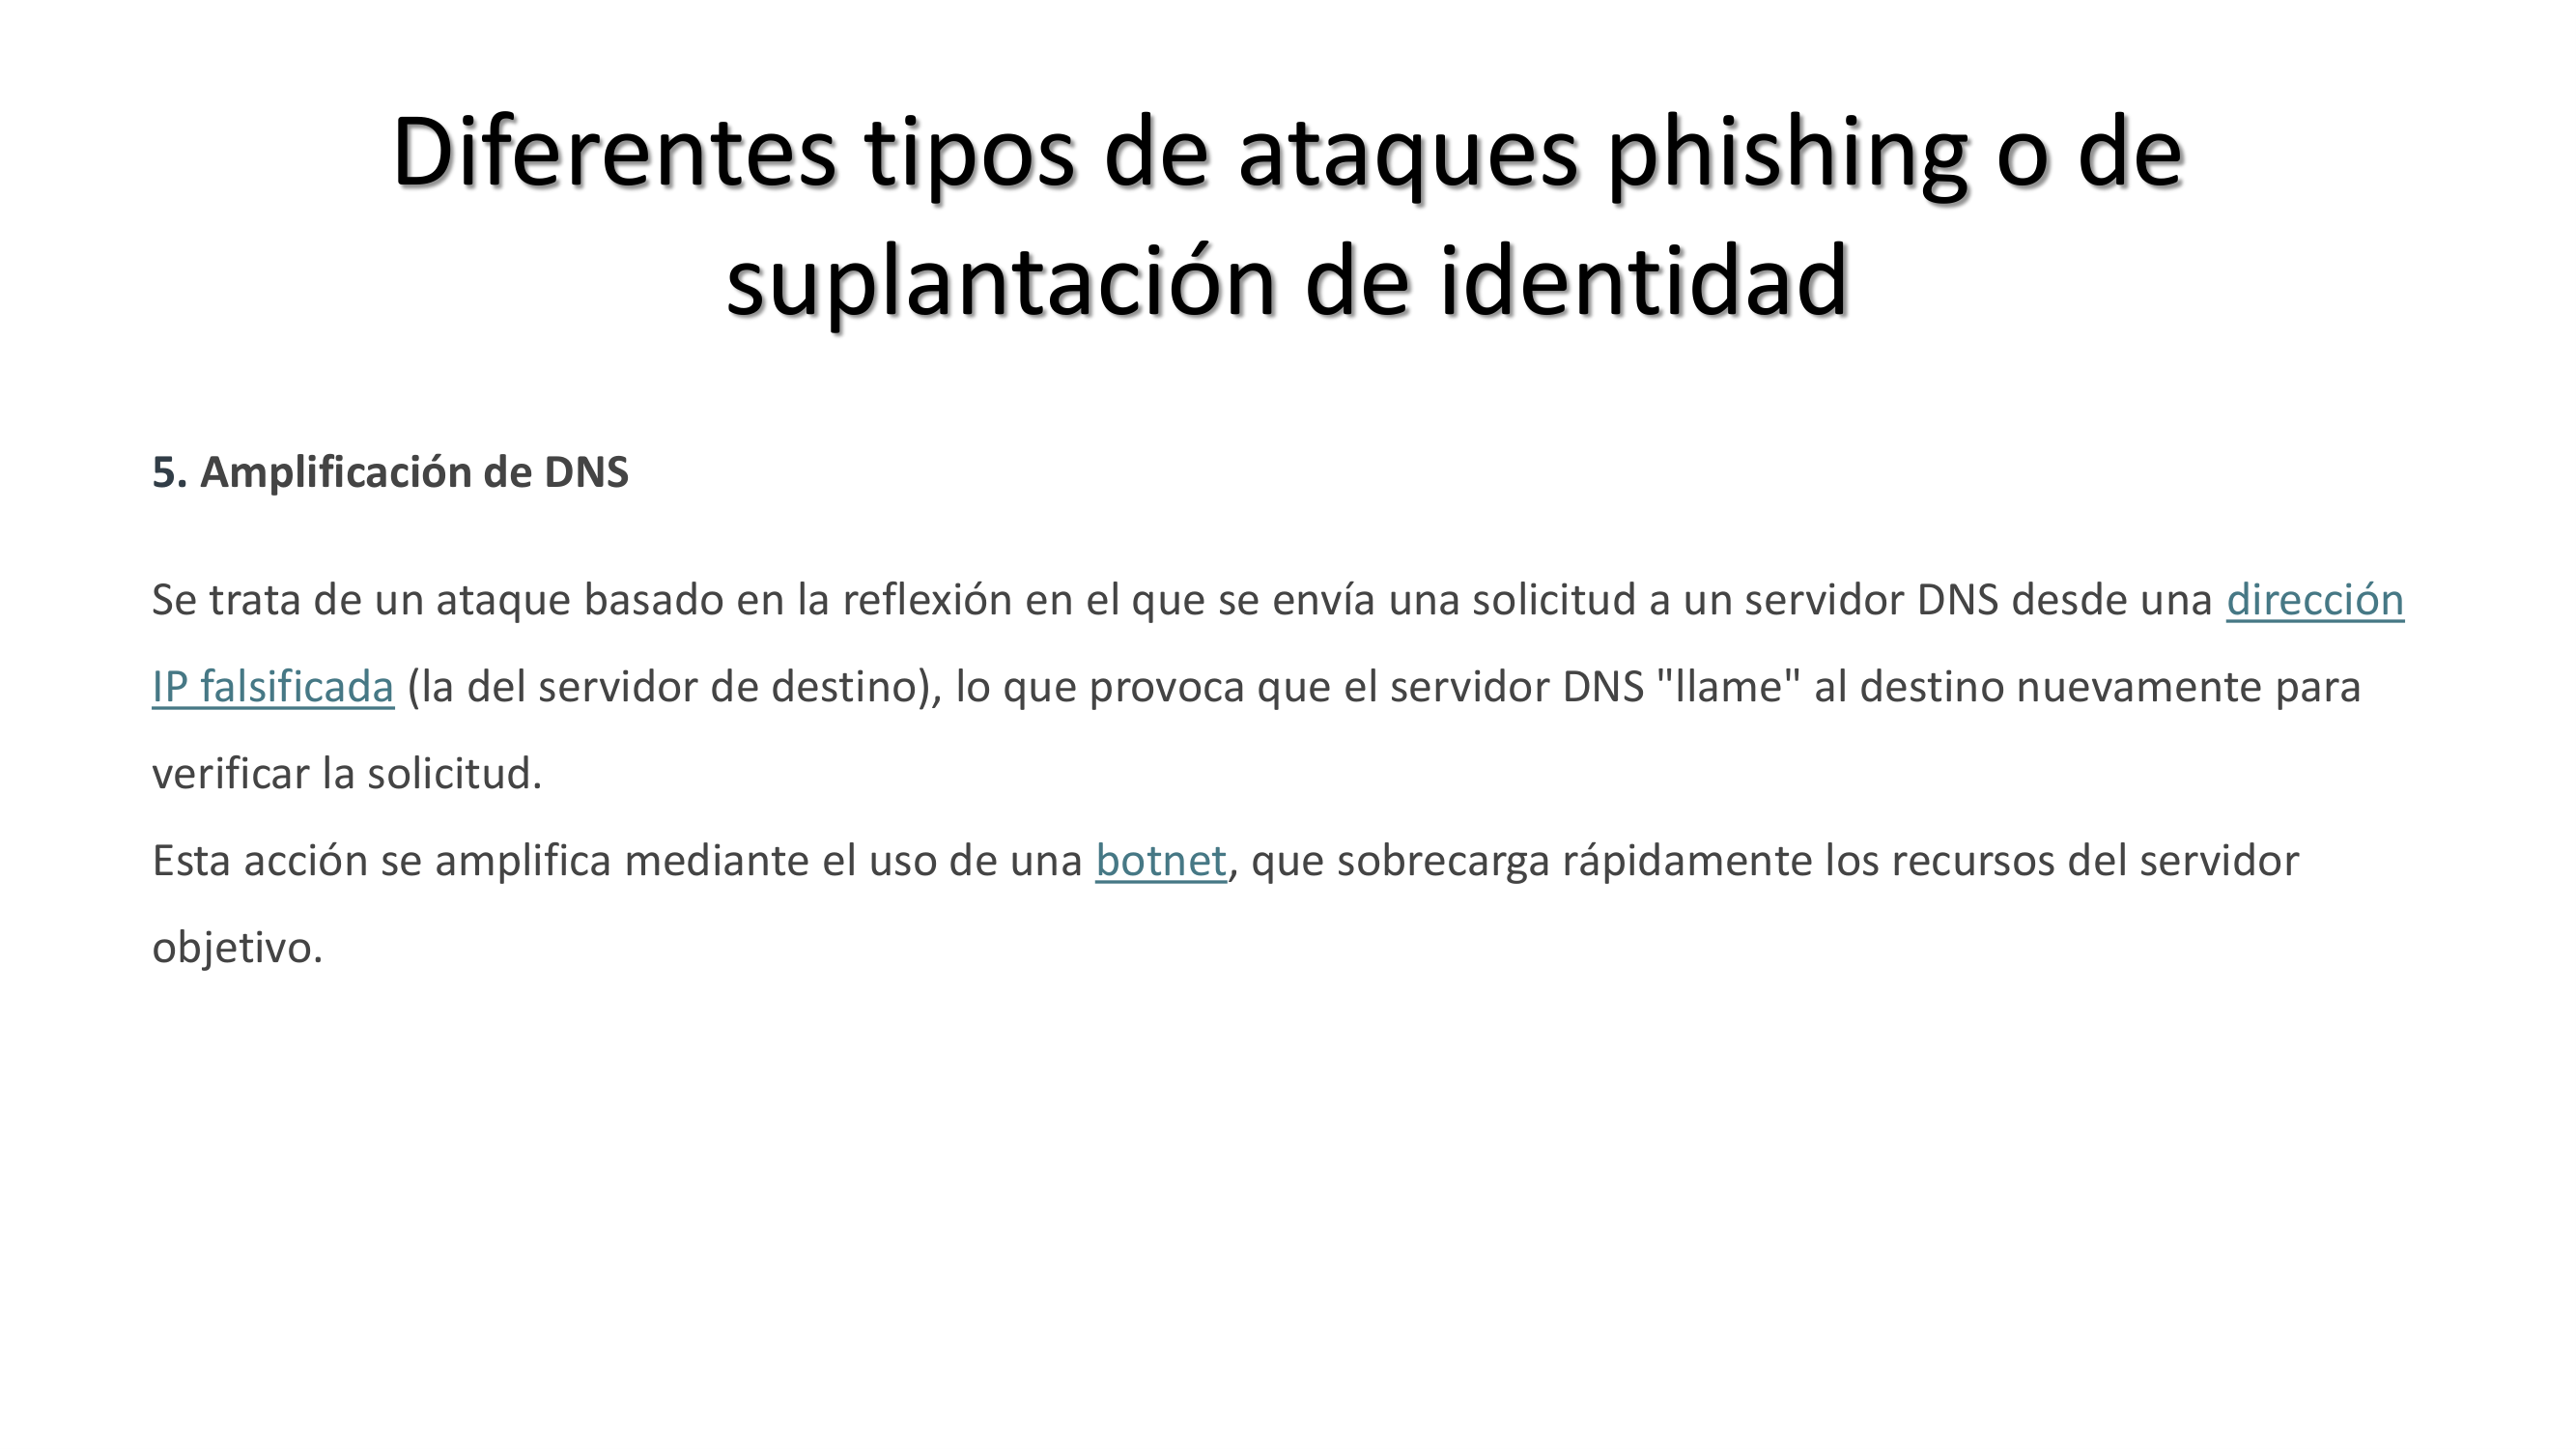 Diferentes tipos de ataques phishing o de
suplantación de identidad
5. Amplificación de DNS
Se trata de un ataque basado en la reflexión en el que se envía una solicitud a un servidor DNS desde una dirección
IP falsificada (la del servidor de destino), lo que provoca que el servidor DNS "llame" al destino nuevamente para
verificar la solicitud.
Esta acción se amplifica mediante el uso de una botnet, que sobrecarga rápidamente los recursos del servidor
objetivo.